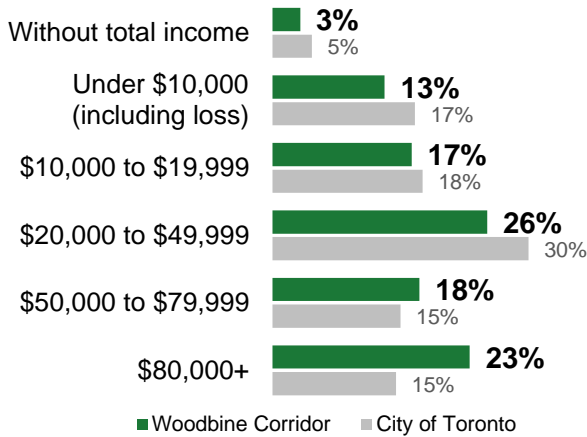 Without total income
3%
5%
Under $10,000
(including loss)
13%
17%
$10,000 to $19,999
17%
18%
$20,000 to $49,999
26%
30%
$50,000 to $79,999
18%
15%
$80,000+
23%
15%
Woodbine Corridor City of Toronto